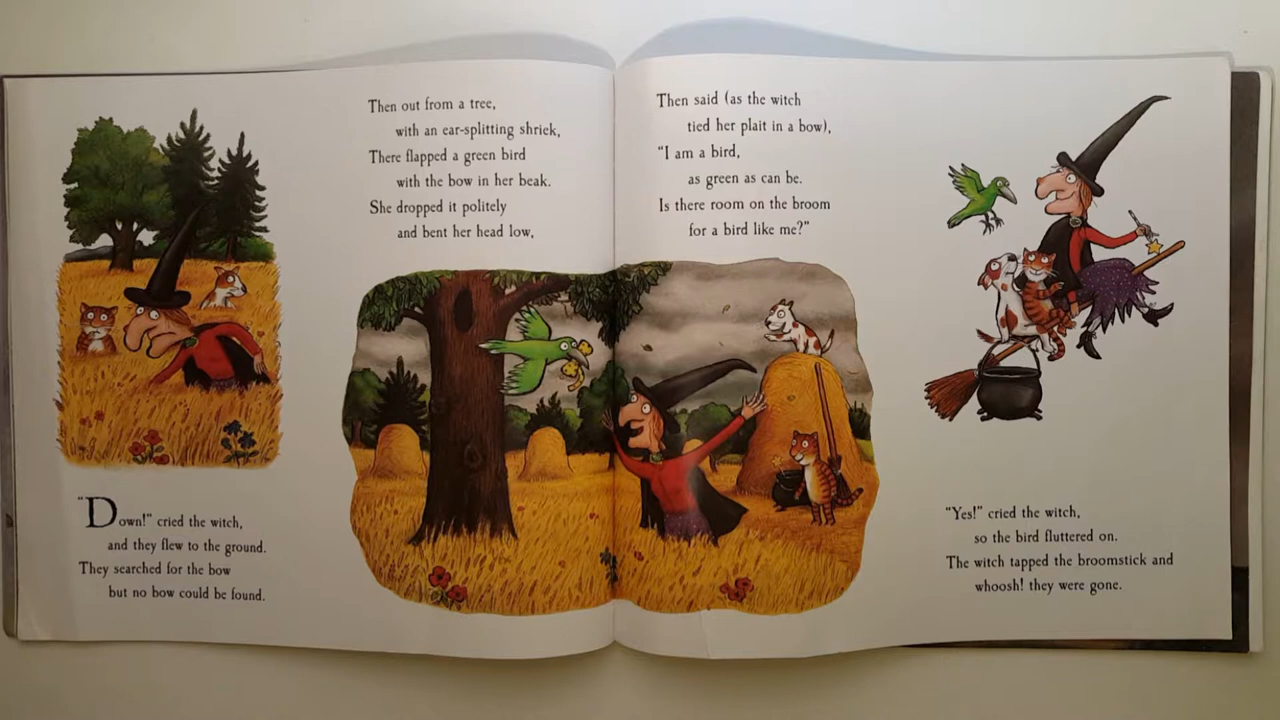 "Down!" cried the witch,
and they flew to the ground.
They searched for the bow
but no bow could be found.
Then out from a tree,
with an ear-splitting shriek,
There flapped a green bird
with the bow in her beak.
She dropped it politely
and bent her head low,
Then said (as the witch
tied her plait in a bow),
"I am a bird,
as green as can be.
Is there room on the broom
for a bird like me?"
"Yes!" cried the witch,
so the bird fluttered on.
The witch tapped the broomstick and
whoosh! they were gone.